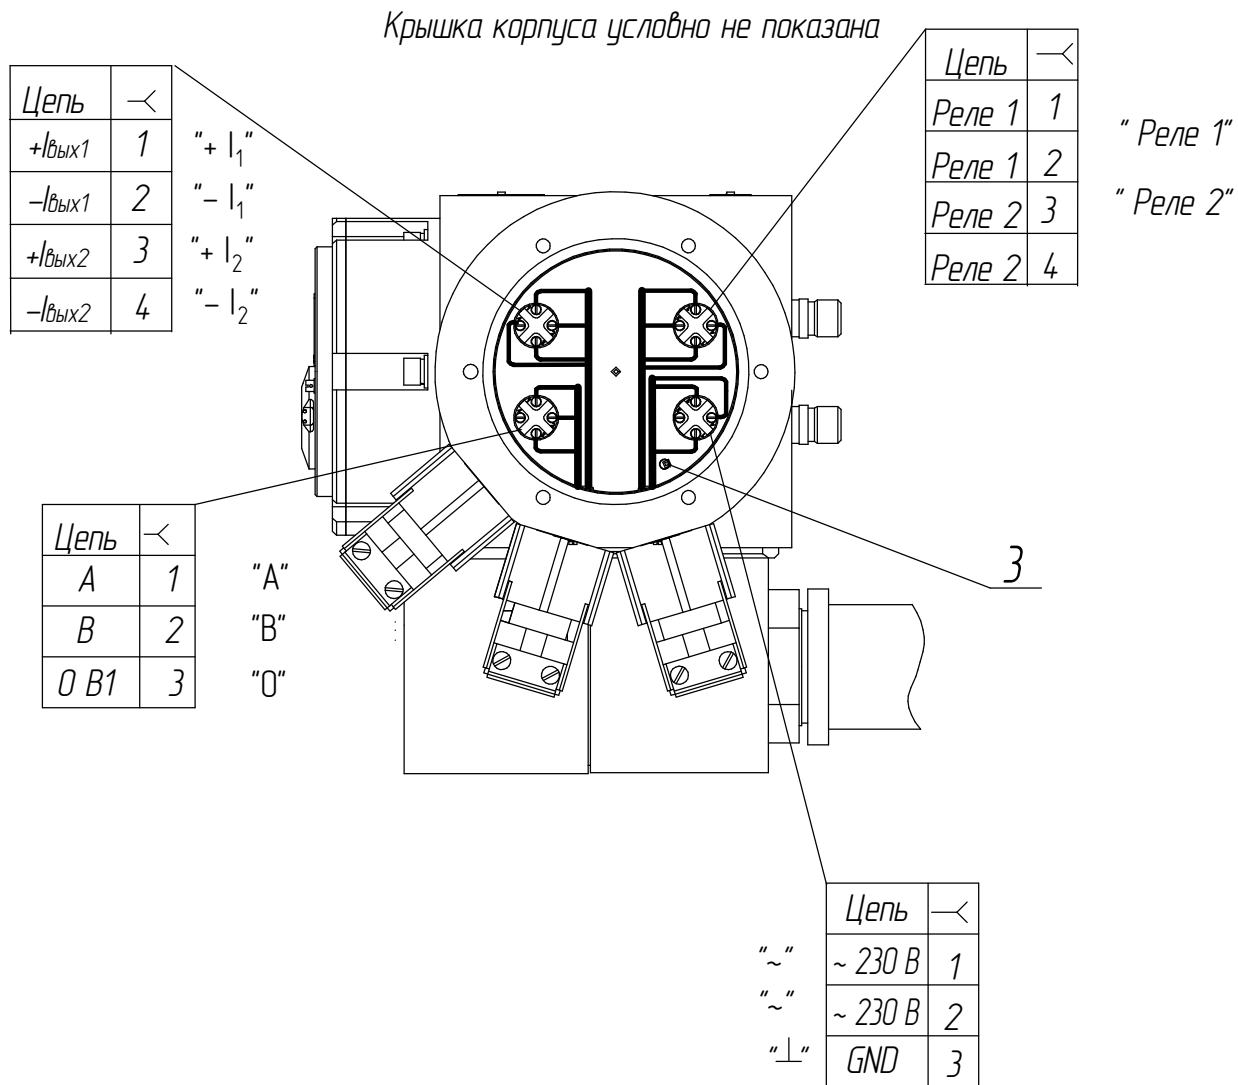 Крышка корпуса условно не показана
Цепь
+Iвых1 1 "+ I1"
−Iвых1 2 "− I1"
+Iвых2 3 "+ I2"
−Iвых2 4 "− I2"
Цепь
Реле 1 1 " Реле 1"
Реле 1 2
Реле 2 3 " Реле 2"
Реле 2 4
Цепь
A 1 "A"
B 2 "B"
0 В1 3 "0"
3
Цепь
"~" ~ 230 В 1
"~" ~ 230 В 2
"⊥" GND 3